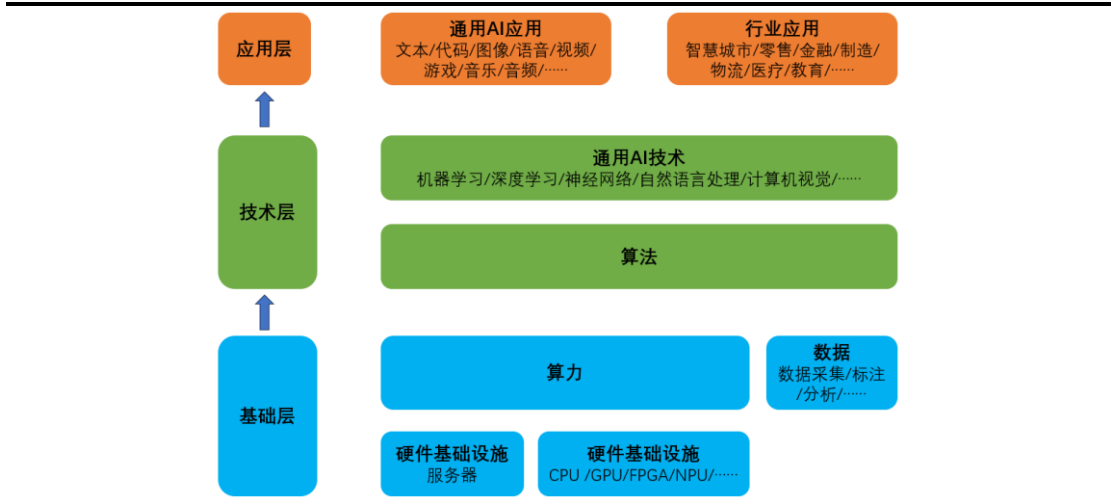 应用层
通用AI应用
文本/代码/图像/语音/视频/
游戏/音乐/音频/……
行业应用
智慧城市/零售/金融/制造/
物流/医疗/教育/……
技术层
通用AI技术
机器学习/深度学习/神经网络/自然语言处理/计算机视觉/……
算法
基础层
算力
数据
数据采集/标注
/分析/……
硬件基础设施
服务器
硬件基础设施
CPU /GPU/FPGA/NPU/……